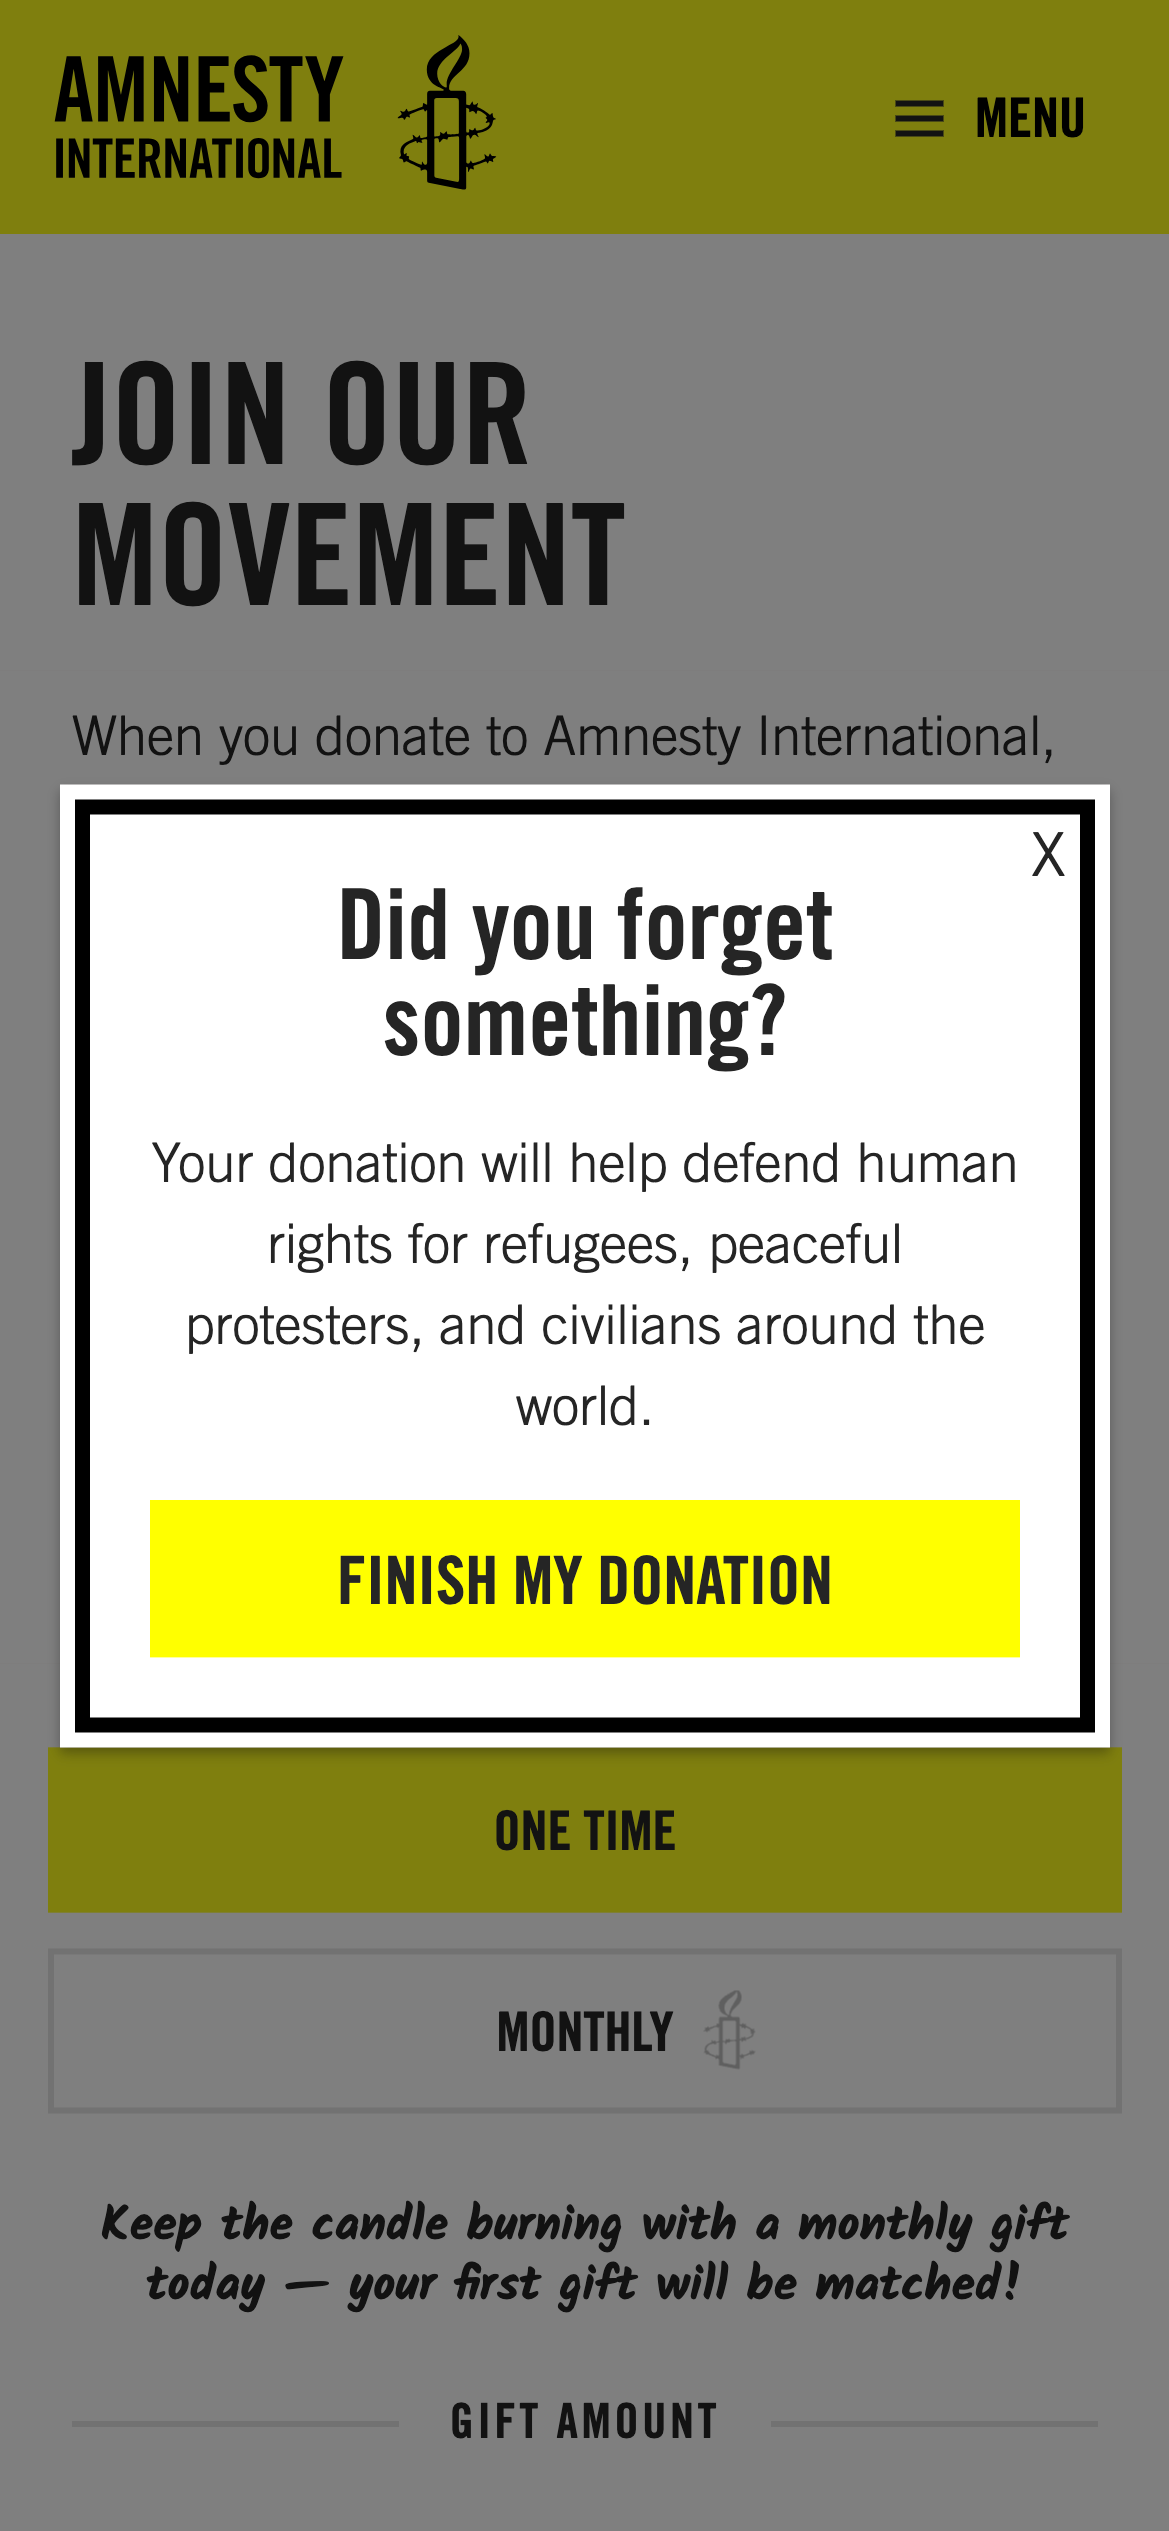 AMNESTY
INTERNATIONAL
MENU
JOIN OUR
MOVEMENT
When you donate to Amnesty International,
X
Did you forget
something?
Your donation will help defend human
rights for refugees, peaceful
protesters, and civilians around the
world.
FINISH MY DONATION
ONE TIME
MONTHLY
Keep the candle burning with a monthly gift
today — your first gift will be matched!
GIFT AMOUNT